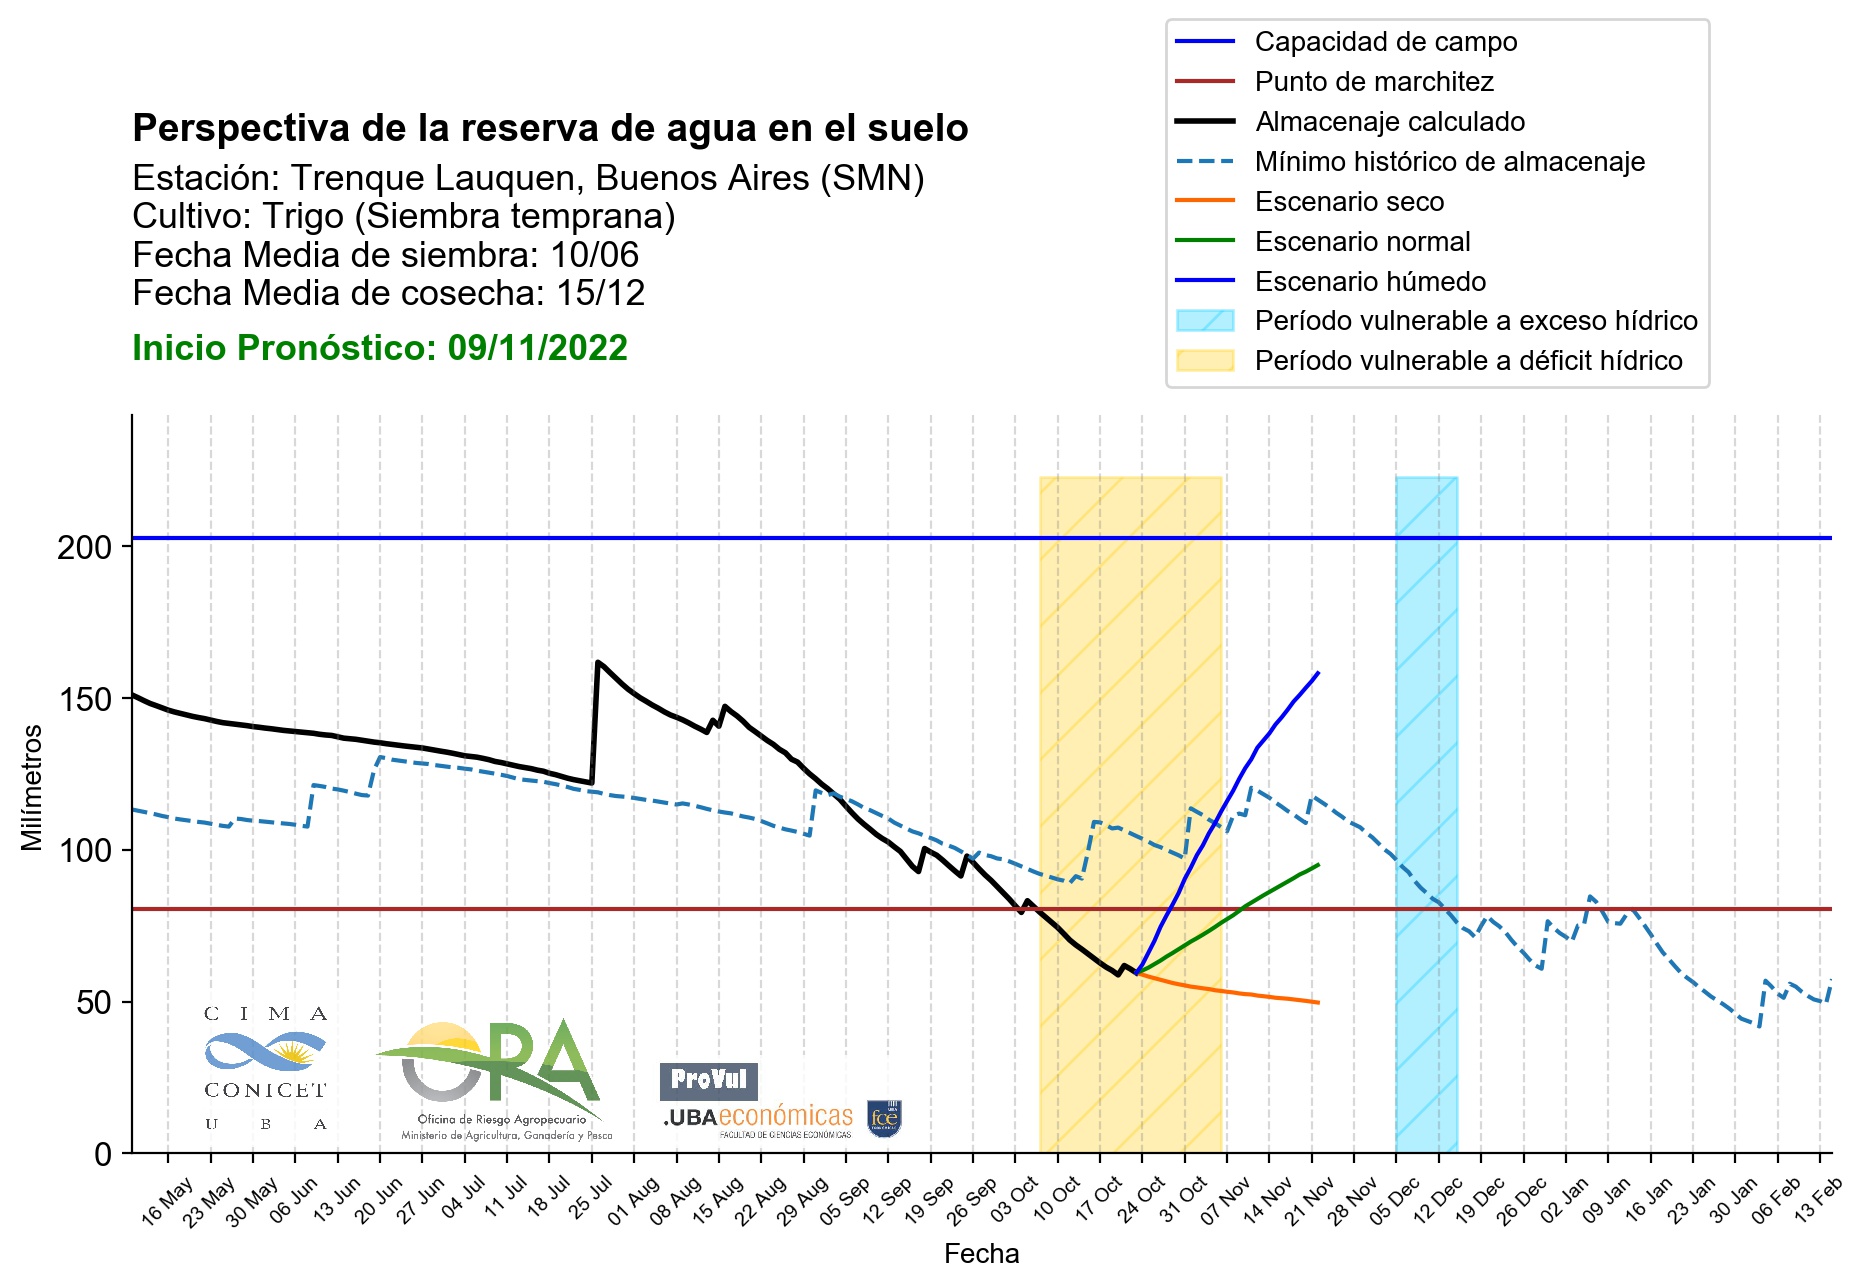 Capacidad de campo
Punto de marchitez
Almacenaje calculado
Mínimo histórico de almacenaje
Escenario seco
Escenario normal
Escenario húmedo
Período vulnerable a exceso hídrico
Período vulnerable a déficit hídrico
Perspectiva de la reserva de agua en el suelo
Estación: Trenque Lauquen, Buenos Aires (SMN)
Cultivo: Trigo (Siembra temprana)
Fecha Media de siembra: 10/06
Fecha Media de cosecha: 15/12
Inicio Pronóstico: 09/11/2022
Milímetros
200
150
100
50
0
CIMA
CONICET
UBA
ORA
Oficina de Riesgo Agropecuario
Ministerio de Agricultura, Ganadería y Pesca
ProVul
.UBAeconómicas
FACULTAD DE CIENCIAS ECONÓMICAS
UBA
fce
ECONÓMICAS
16 May
23 May
30 May
06 Jun
13 Jun
20 Jun
27 Jun
04 Jul
11 Jul
18 Jul
25 Jul
01 Aug
08 Aug
15 Aug
22 Aug
29 Aug
05 Sep
12 Sep
19 Sep
26 Sep
03 Oct
10 Oct
17 Oct
24 Oct
31 Oct
07 Nov
14 Nov
21 Nov
28 Nov
05 Dec
12 Dec
19 Dec
26 Dec
02 Jan
09 Jan
16 Jan
23 Jan
30 Jan
06 Feb
13 Feb
Fecha